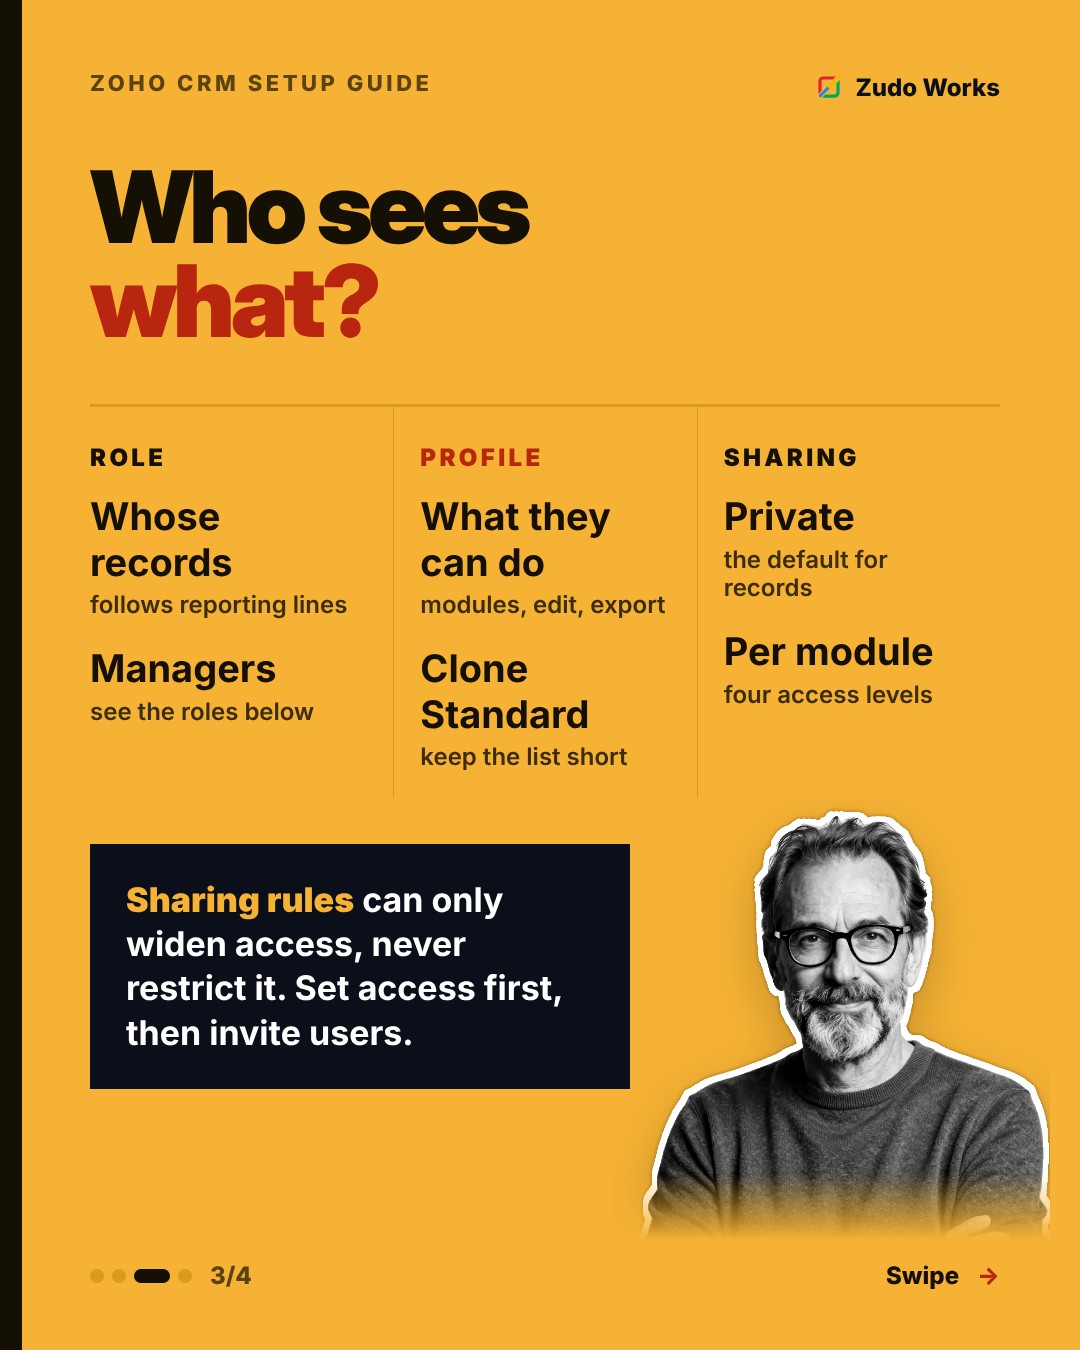 ZOHO CRM SETUP GUIDE
Zudo Works
Who sees
what?
ROLE
Whose
records
follows reporting lines
Managers
see the roles below
PROFILE
What they
can do
modules, edit, export
Clone
Standard
keep the list short
SHARING
Private
the default for
records
Per module
four access levels
Sharing rules can only
widen access, never
restrict it. Set access first,
then invite users.
3/4
Swipe →